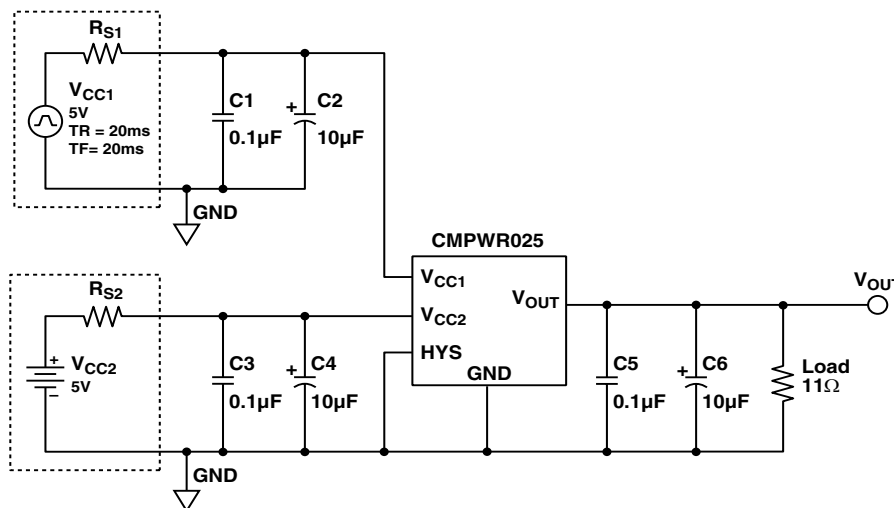 RS1
VCC1
5V
TR = 20ms
TF= 20ms
C1
0.1µF
+
C2
10µF
GND
CMPWR025
VCC1
VCC2
HYS
VOUT
GND
VOUT
RS2
+
VCC2
5V
–
C3
0.1µF
+
C4
10µF
C5
0.1µF
+
C6
10µF
Load
11Ω
GND